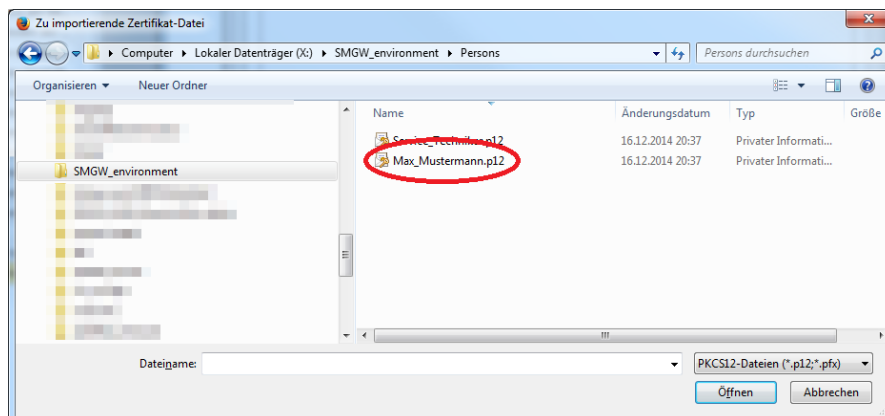 Zu importierende Zertifikat-Datei
Computer Lokaler Datenträger (X:) SMGW_environment Persons
Persons durchsuchen
Organisieren Neuer Ordner
Name Änderungsdatum Typ Größe
Service_Techniker.p12 16.12.2014 20:37 Privater Informati...
Max_Mustermann.p12 16.12.2014 20:37 Privater Informati...
SMGW_environment
Dateiname: PKCS12-Dateien (*.p12;*.pfx)
Öffnen Abbrechen